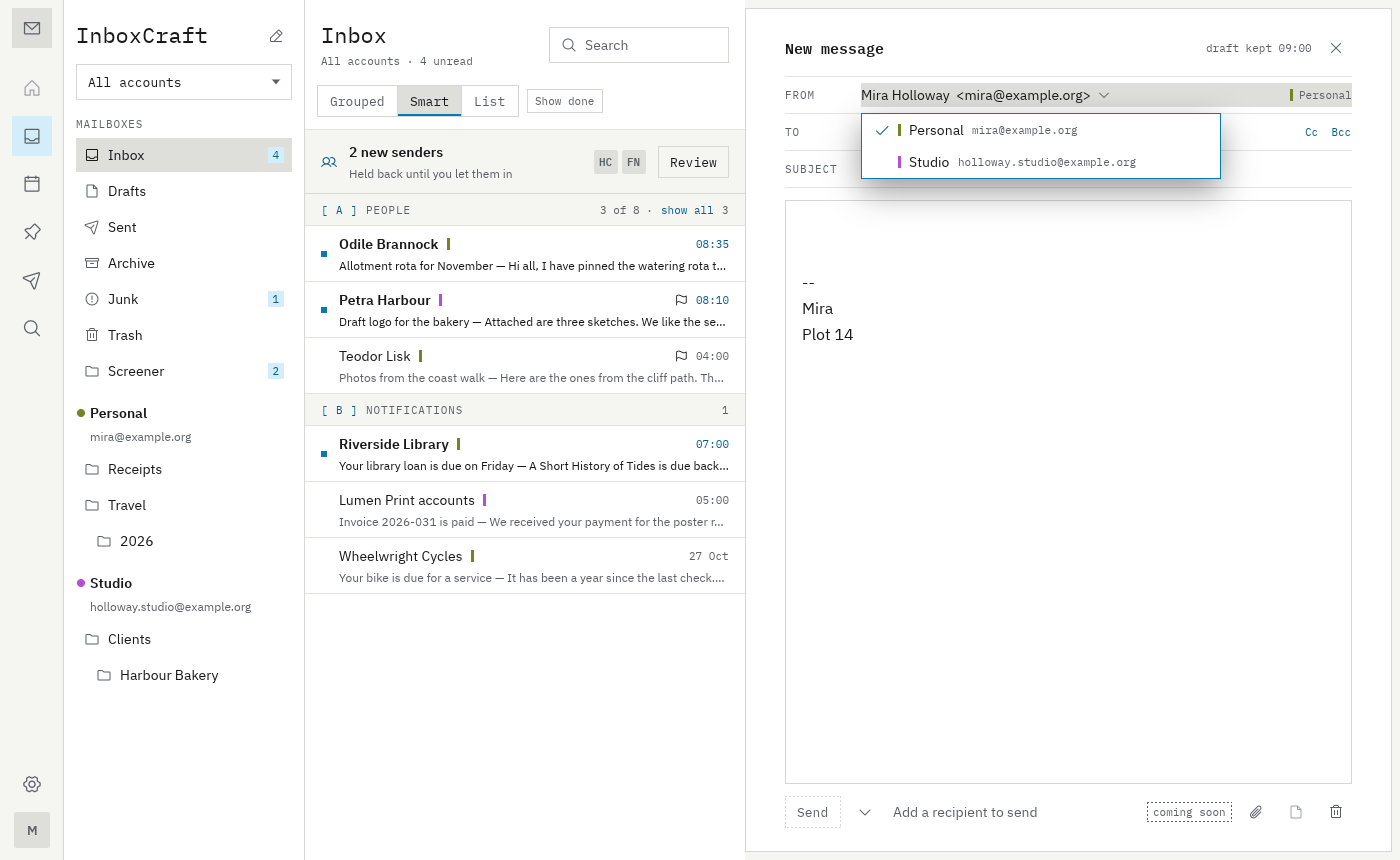 InboxCraft
All accounts
MAILBOXES
Inbox 4
Drafts
Sent
Archive
Junk 1
Trash
Screener 2
Personal
mira@example.org
Receipts
Travel
2026
Studio
holloway.studio@example.org
Clients
Harbour Bakery
M
Inbox
All accounts · 4 unread
Search
Grouped Smart List Show done
2 new senders
Held back until you let them in
HC FN Review
[ A ] PEOPLE 3 of 8 · show all 3
Odile Brannock 08:35
Allotment rota for November — Hi all, I have pinned the watering rota t…
Petra Harbour 08:10
Draft logo for the bakery — Attached are three sketches. We like the se…
Teodor Lisk 04:00
Photos from the coast walk — Here are the ones from the cliff path. Th…
[ B ] NOTIFICATIONS 1
Riverside Library 07:00
Your library loan is due on Friday — A Short History of Tides is due back…
Lumen Print accounts 05:00
Invoice 2026-031 is paid — We received your payment for the poster r…
Wheelwright Cycles 27 Oct
Your bike is due for a service — It has been a year since the last check.…
New message draft kept 09:00
FROM Mira Holloway <mira@example.org> Personal
TO Cc Bcc
SUBJECT
Personal mira@example.org
Studio holloway.studio@example.org
--
Mira
Plot 14
Send Add a recipient to send coming soon